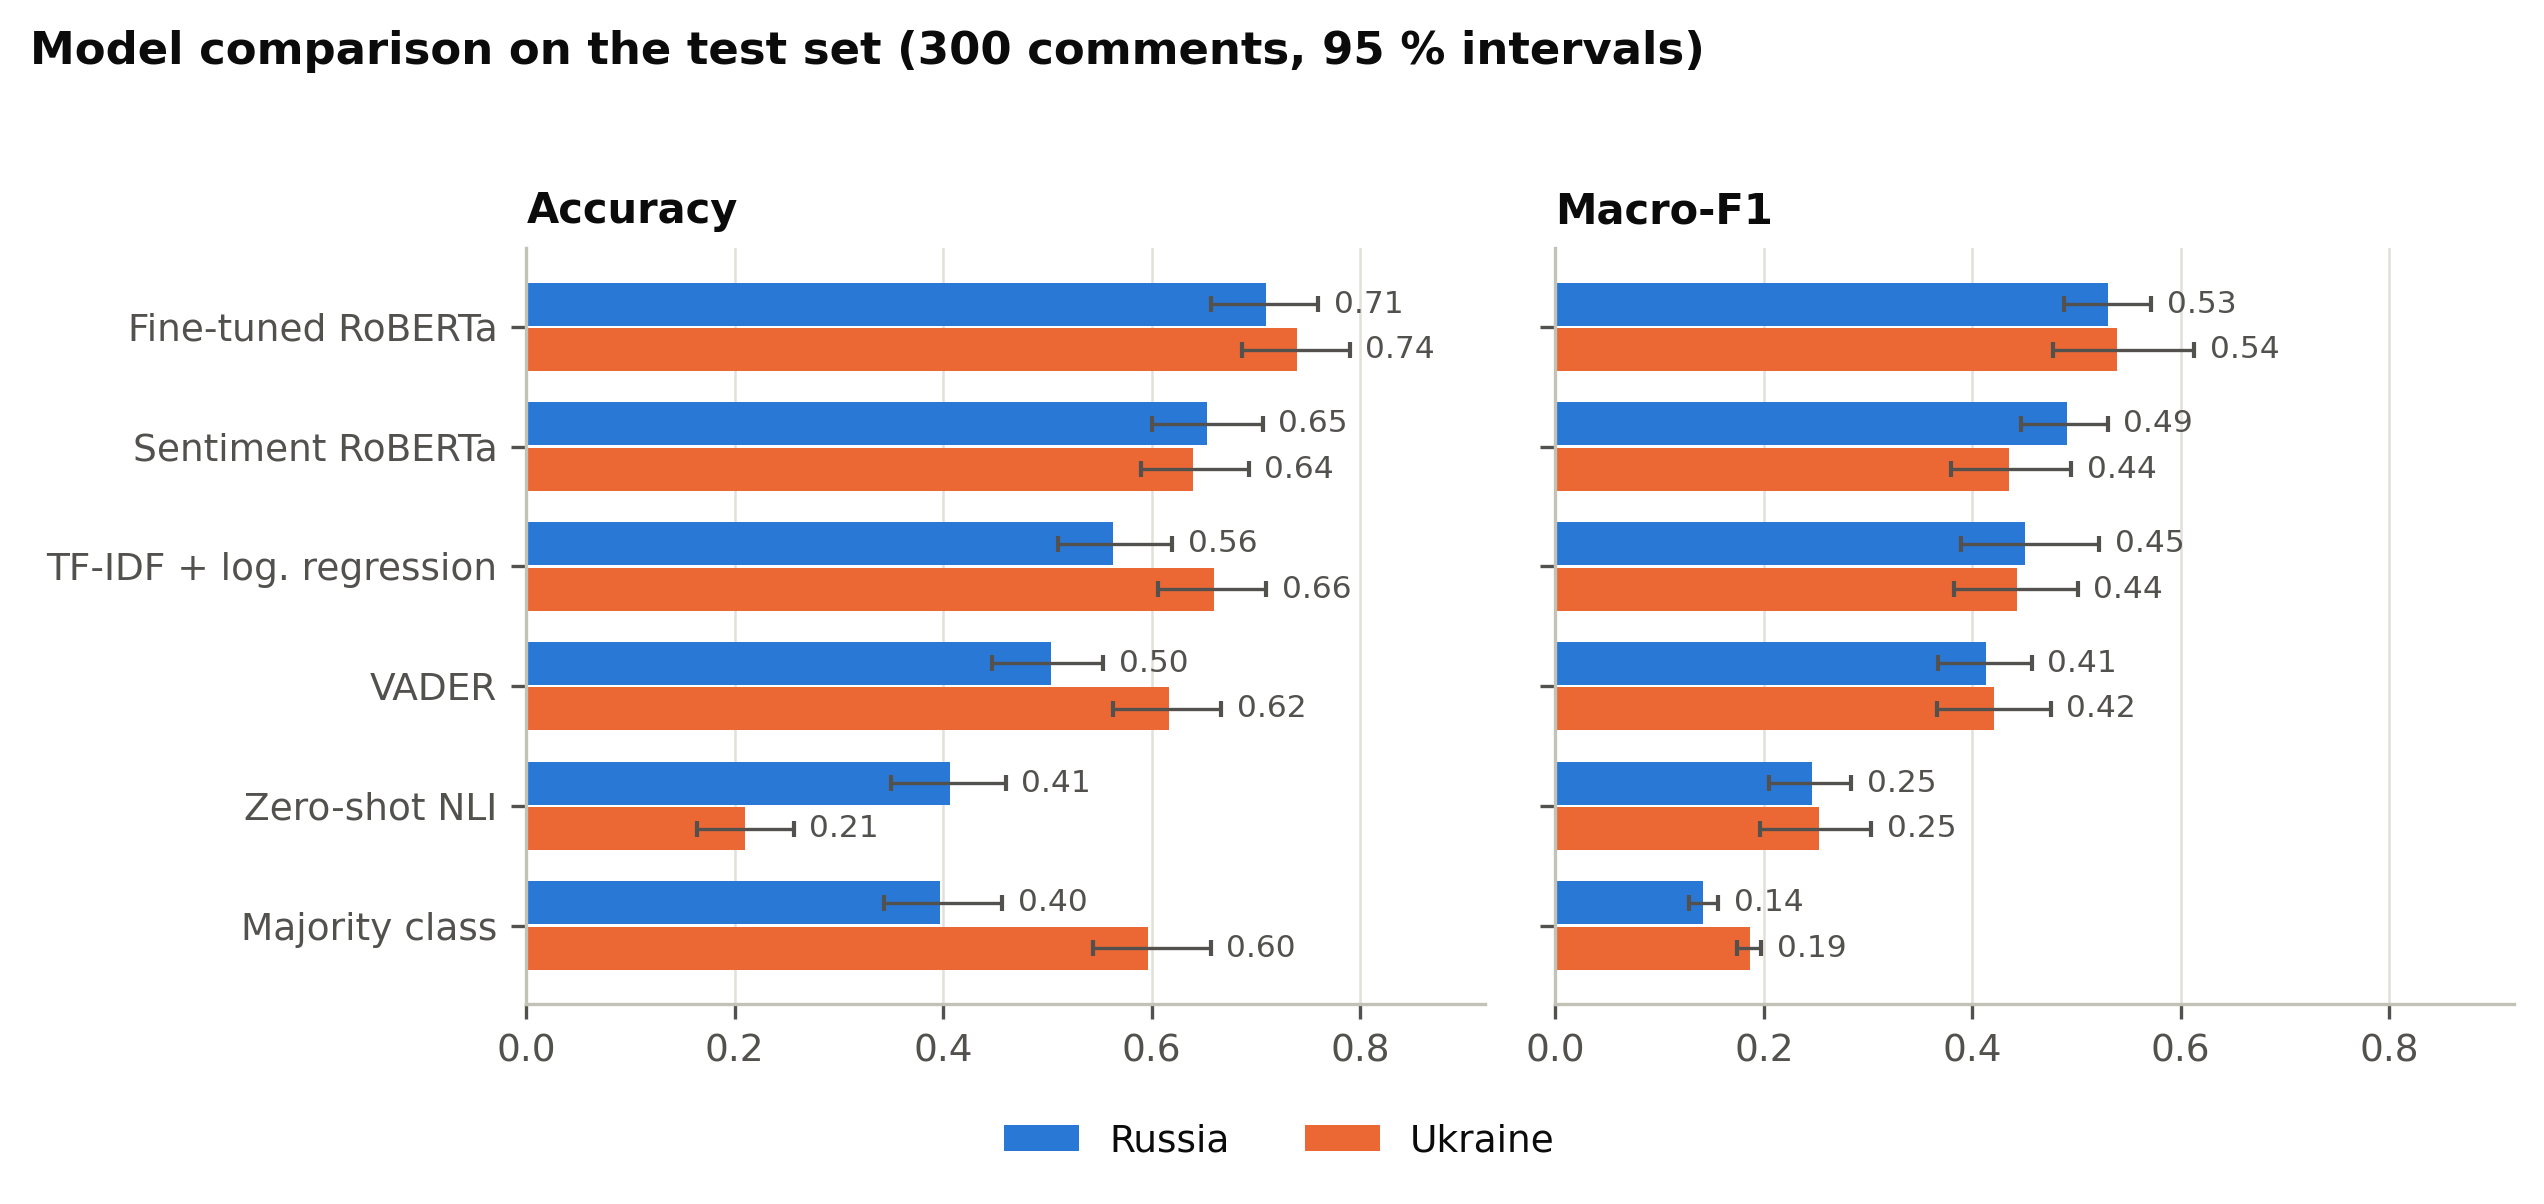 Model comparison on the test set (300 comments, 95 % intervals)
Accuracy
Macro-F1
Fine-tuned RoBERTa
0.71
0.74
0.53
0.54
Sentiment RoBERTa
0.65
0.64
0.49
0.44
TF-IDF + log. regression
0.56
0.66
0.45
0.44
VADER
0.50
0.62
0.41
0.42
Zero-shot NLI
0.41
0.21
0.25
0.25
Majority class
0.40
0.60
0.14
0.19
0.0 0.2 0.4 0.6 0.8
0.0 0.2 0.4 0.6 0.8
Russia Ukraine